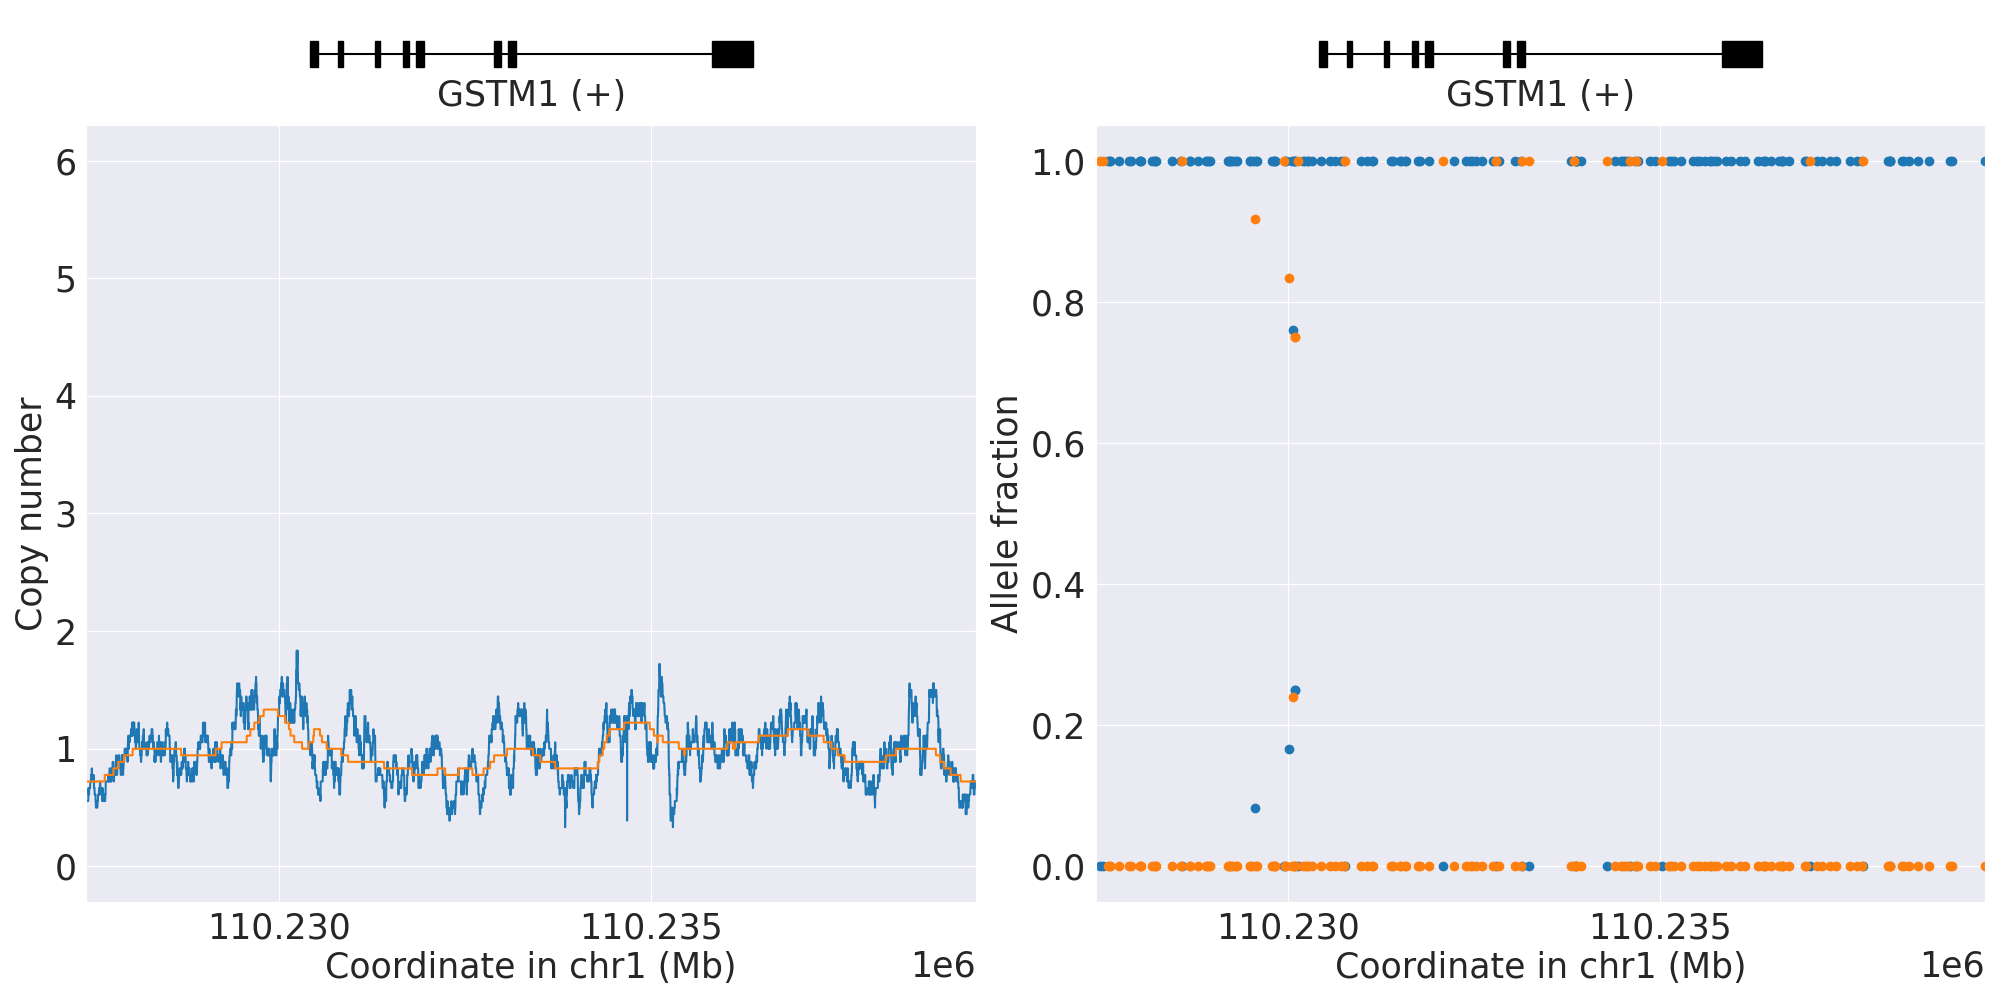 GSTM1 (+)
6
5
4
3
2
1
0
Copy number
110.230 110.235
Coordinate in chr1 (Mb) 1e6
GSTM1 (+)
1.0
0.8
0.6
0.4
0.2
0.0
Allele fraction
110.230 110.235
Coordinate in chr1 (Mb) 1e6